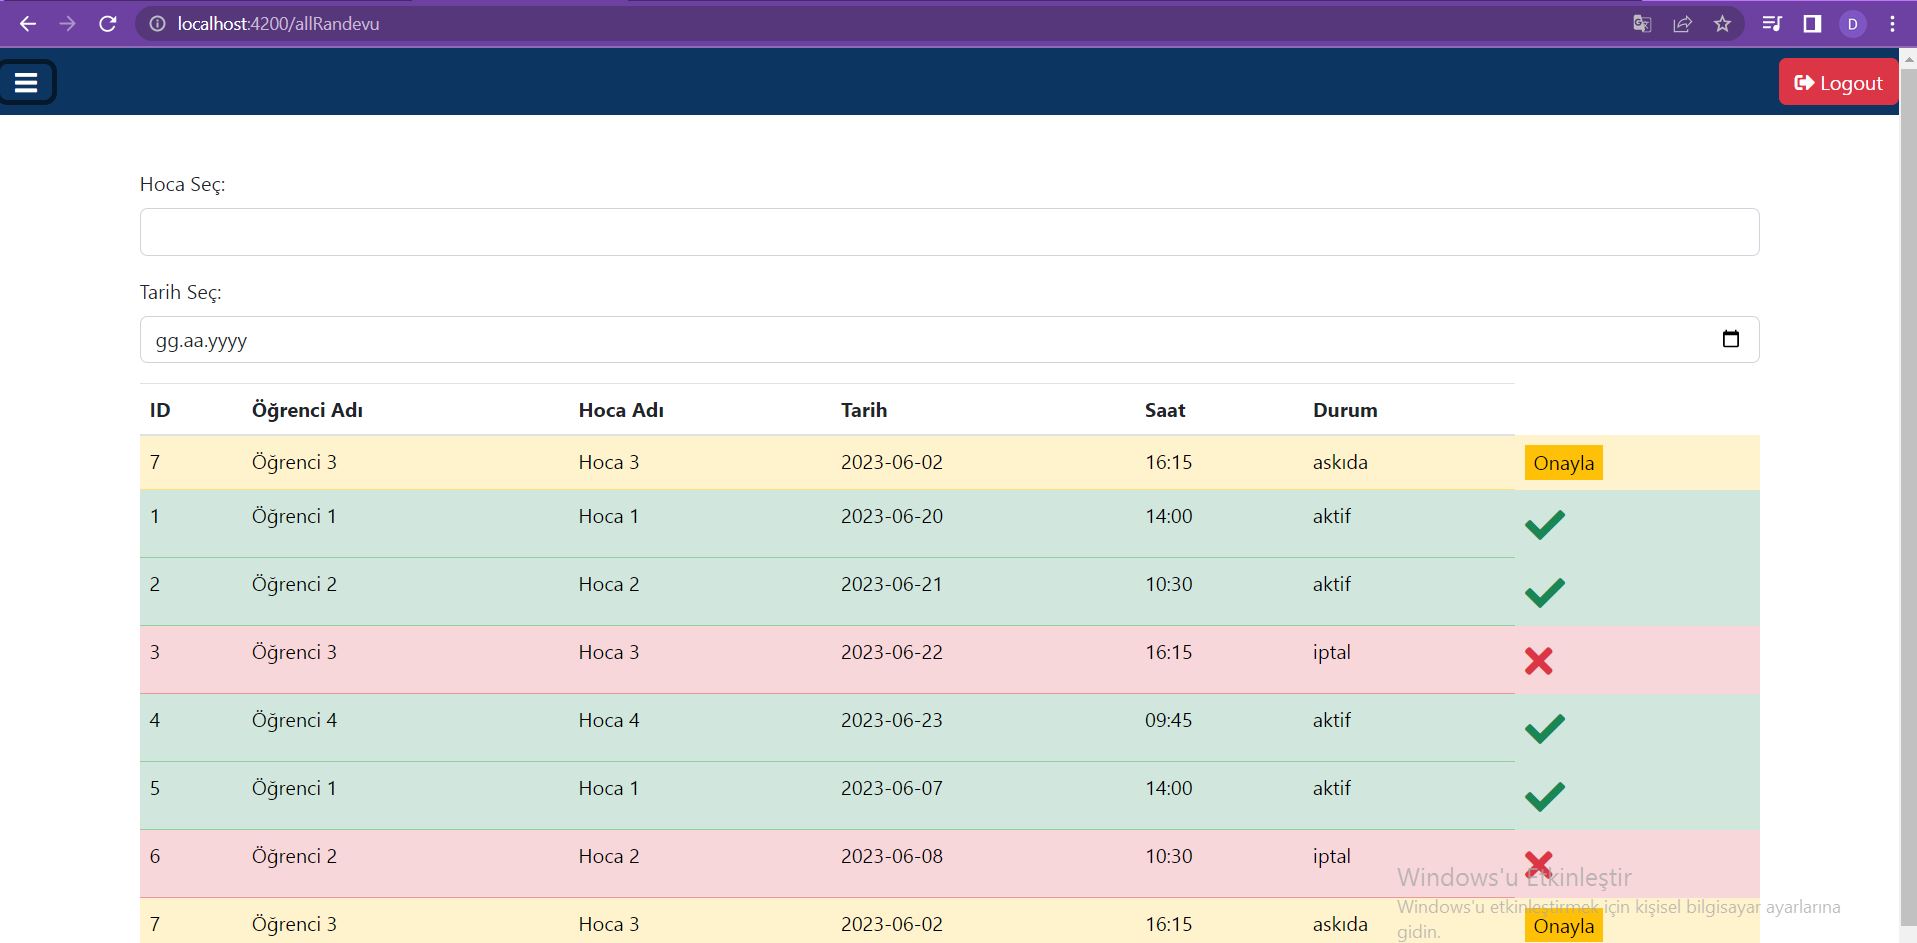 localhost:4200/allRandevu
D
Logout
Hoca Seç:
Tarih Seç:
gg.aa.yyyy
ID Öğrenci Adı Hoca Adı Tarih Saat Durum
7 Öğrenci 3 Hoca 3 2023-06-02 16:15 askıda Onayla
1 Öğrenci 1 Hoca 1 2023-06-20 14:00 aktif
2 Öğrenci 2 Hoca 2 2023-06-21 10:30 aktif
3 Öğrenci 3 Hoca 3 2023-06-22 16:15 iptal
4 Öğrenci 4 Hoca 4 2023-06-23 09:45 aktif
5 Öğrenci 1 Hoca 1 2023-06-07 14:00 aktif
6 Öğrenci 2 Hoca 2 2023-06-08 10:30 iptal
Windows'u Etkinleştir
Windows'u etkinleştirmek için kişisel bilgisayar ayarlarına
gidin.
7 Öğrenci 3 Hoca 3 2023-06-02 16:15 askıda Onayla